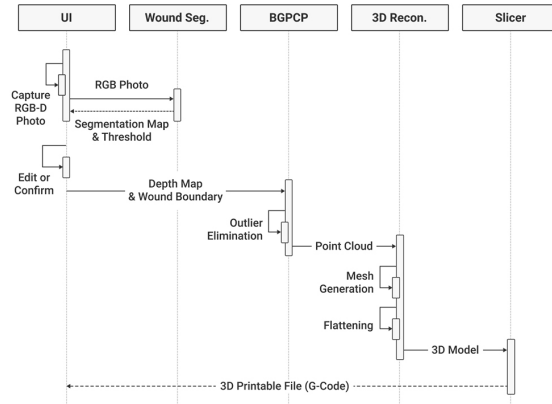 UI
Wound Seg.
BGPCP
3D Recon.
Slicer
Capture
RGB-D
Photo
RGB Photo
Segmentation Map
& Threshold
Edit or
Confirm
Depth Map
& Wound Boundary
Outlier
Elimination
Point Cloud
Mesh
Generation
Flattening
3D Model
3D Printable File (G-Code)